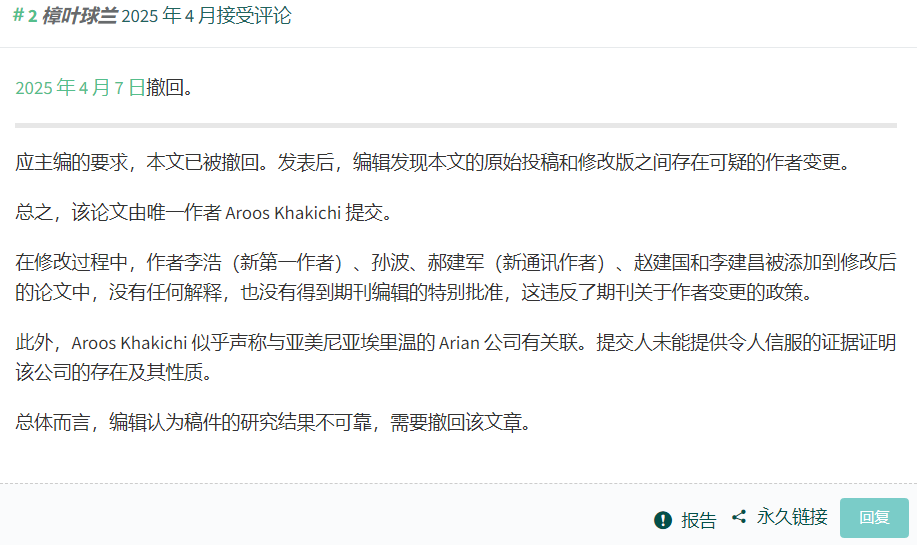 # 2 樟叶球兰 2025 年 4 月接受评论
2025 年 4 月 7 日撤回。
应主编的要求，本文已被撤回。发表后，编辑发现本文的原始投稿和修改版之间存在可疑的作者变更。
总之，该论文由唯一作者 Aroos Khakichi 提交。
在修改过程中，作者李浩（新第一作者）、孙波、郝建军（新通讯作者）、赵建国和李建昌被添加到修改后
的论文中，没有任何解释，也没有得到期刊编辑的特别批准，这违反了期刊关于作者变更的政策。
此外，Aroos Khakichi 似乎声称与亚美尼亚埃里温的 Arian 公司有关联。提交人未能提供令人信服的证据证明
该公司的存在及其性质。
总体而言，编辑认为稿件的研究结果不可靠，需要撤回该文章。
报告 永久链接 回复